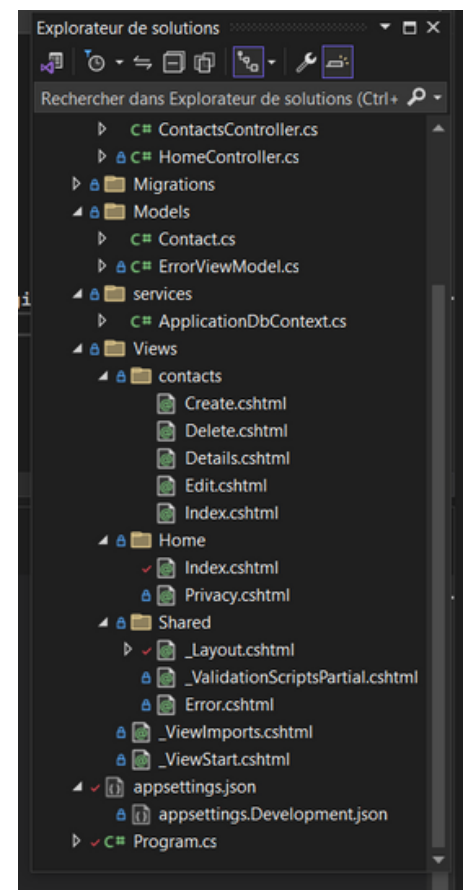 Explorateur de solutions
Rechercher dans Explorateur de solutions (Ctrl+
C# ContactsController.cs
C# HomeController.cs
Migrations
Models
C# Contact.cs
C# ErrorViewModel.cs
services
C# ApplicationDbContext.cs
Views
contacts
Create.cshtml
Delete.cshtml
Details.cshtml
Edit.cshtml
Index.cshtml
Home
Index.cshtml
Privacy.cshtml
Shared
_Layout.cshtml
_ValidationScriptsPartial.cshtml
Error.cshtml
_ViewImports.cshtml
_ViewStart.cshtml
appsettings.json
appsettings.Development.json
C# Program.cs